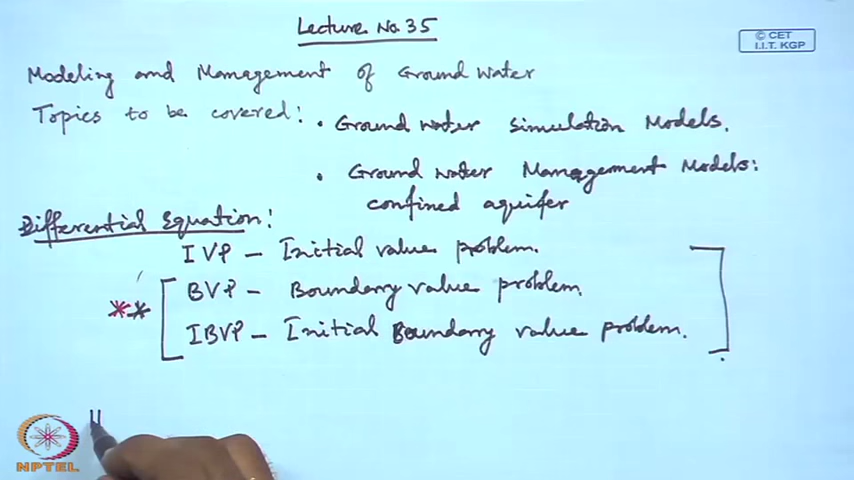 Lecture No. 35
© CET
I.I.T. KGP
Modeling and Management of Ground water
Topics to be covered: • Ground water simulation Models.
• Ground water Management Models:
confined aquifer
Differential Equation:
IVP - Initial value problem.
BVP - Boundary value problem.
** IBVP - Initial Boundary value problem.
NPTEL